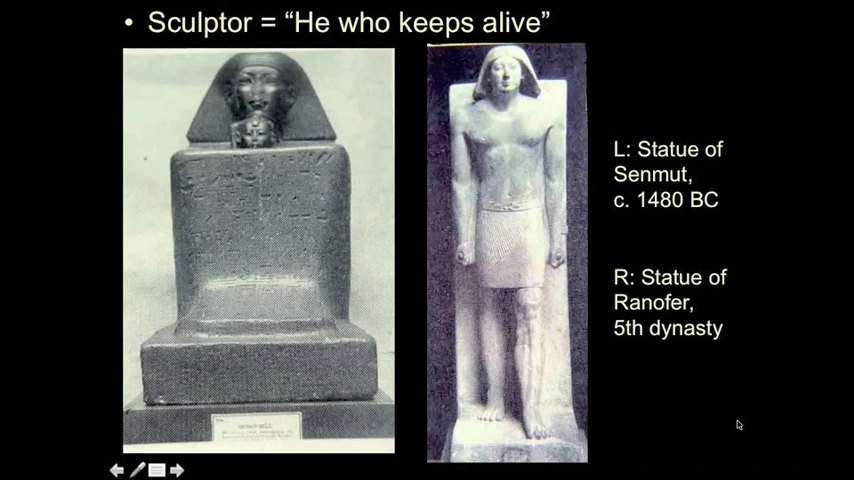 • Sculptor = “He who keeps alive”
L: Statue of
Senmut,
c. 1480 BC
R: Statue of
Ranofer,
5th dynasty